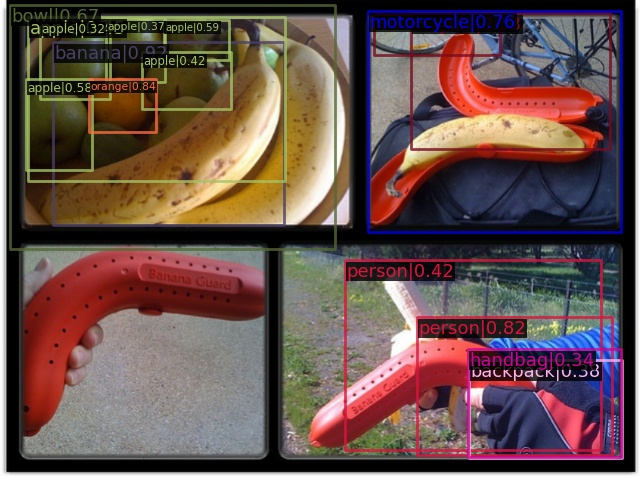 bowl|0.67
apple|0.32
apple|0.37
apple|0.59
banana|0.92
apple|0.42
apple|0.58
orange|0.84
motorcycle|0.76
Banana Guard
person|0.42
person|0.82
handbag|0.34
backpack|0.38
Banana Guard